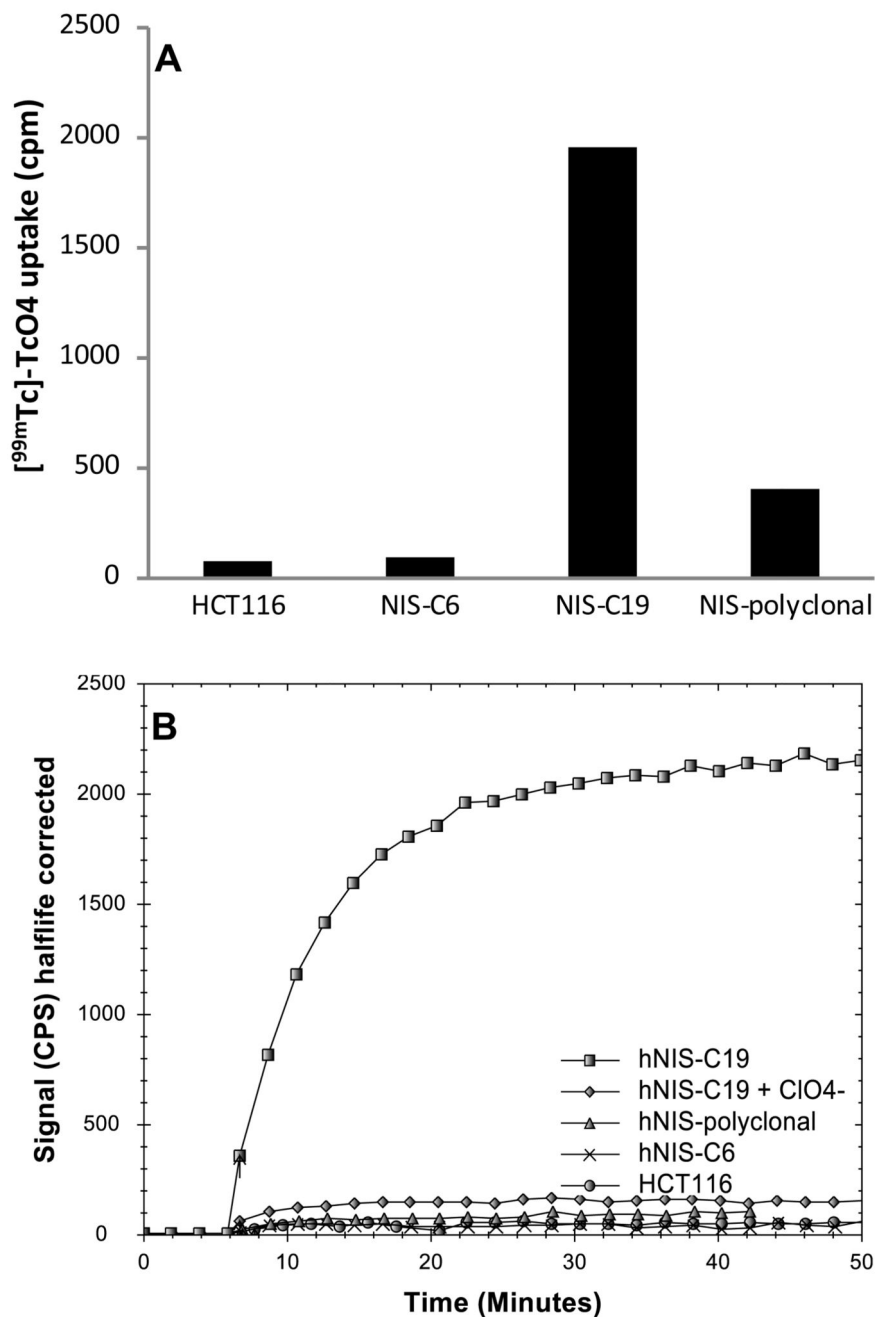 A
[99mTc]-TcO4 uptake (cpm)
2500
2000
1500
1000
500
0
HCT116 NIS-C6 NIS-C19 NIS-polyclonal
B
Signal (CPS) halflife corrected
2500
2000
1500
1000
500
0
hNIS-C19
hNIS-C19 + ClO4-
hNIS-polyclonal
hNIS-C6
HCT116
0 10 20 30 40 50
Time (Minutes)